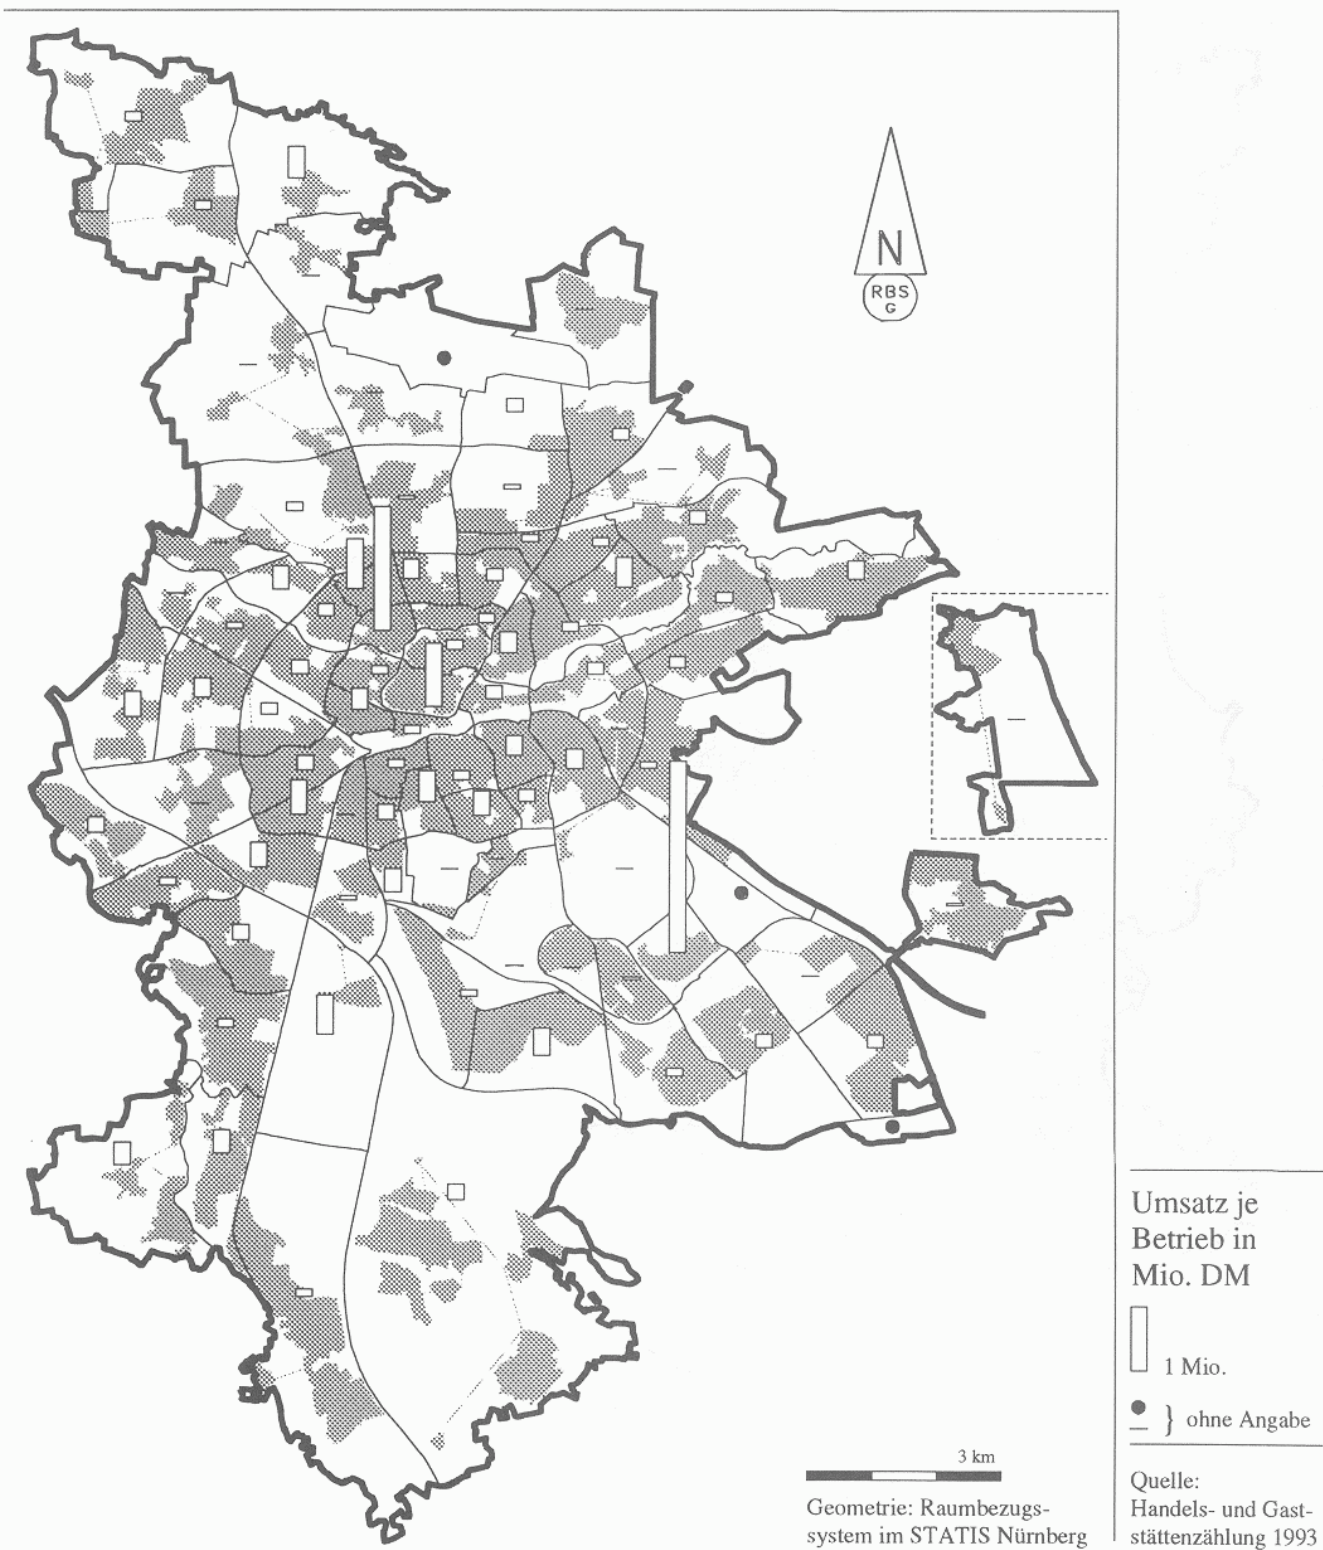 N
RBS
G
Umsatz je
Betrieb in
Mio. DM
1 Mio.
} ohne Angabe
3 km
Geometrie: Raumbezugs-
system im STATIS Nürnberg
Quelle:
Handels- und Gast-
stättenzählung 1993